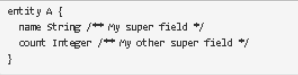 entity A {
name String /** My super field */
count Integer /** My other super field */
}